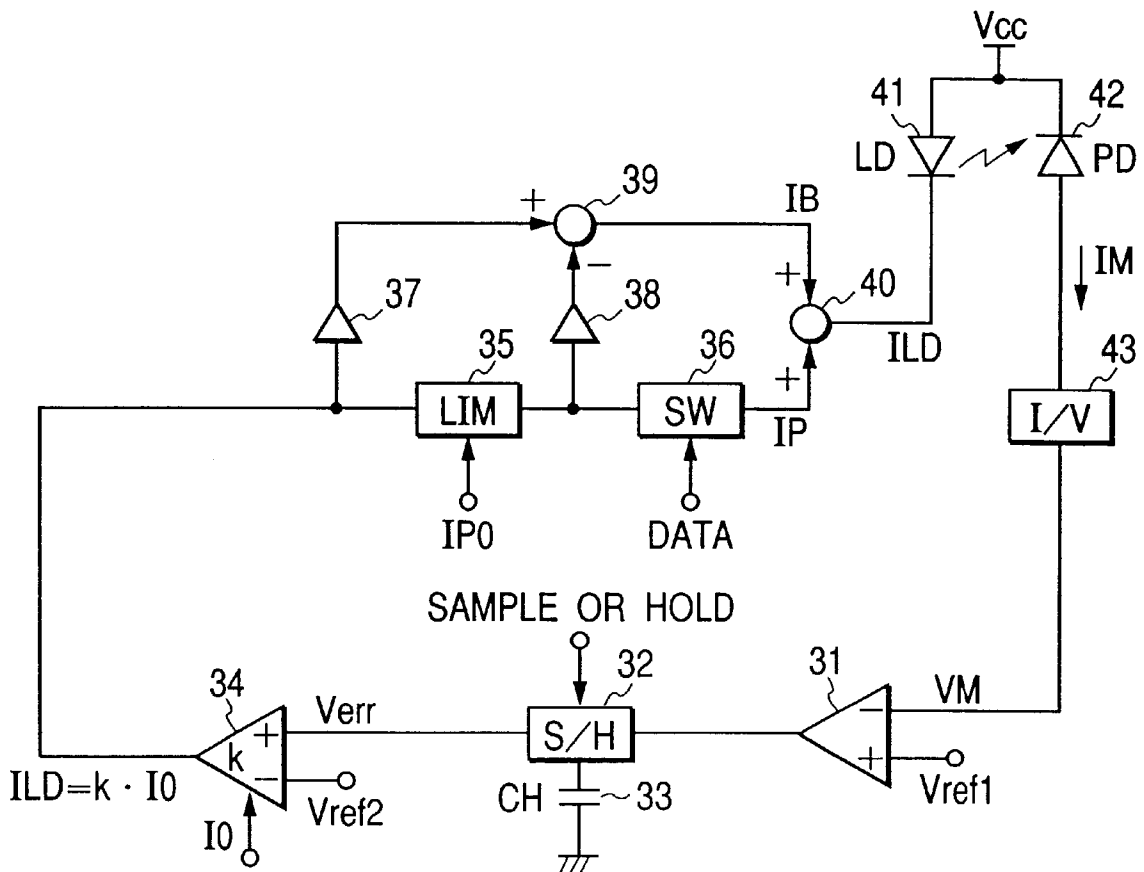 Vcc
41
42
LD
PD
39
+
IB
−
IM
37
38
+
40
35
36
ILD
43
LIM
SW
+
IP
I/V
IP0
DATA
SAMPLE OR HOLD
34
32
31
Verr
VM
+
k
S/H
−
−
+
ILD=k · I0
Vref2
CH
33
Vref1
I0